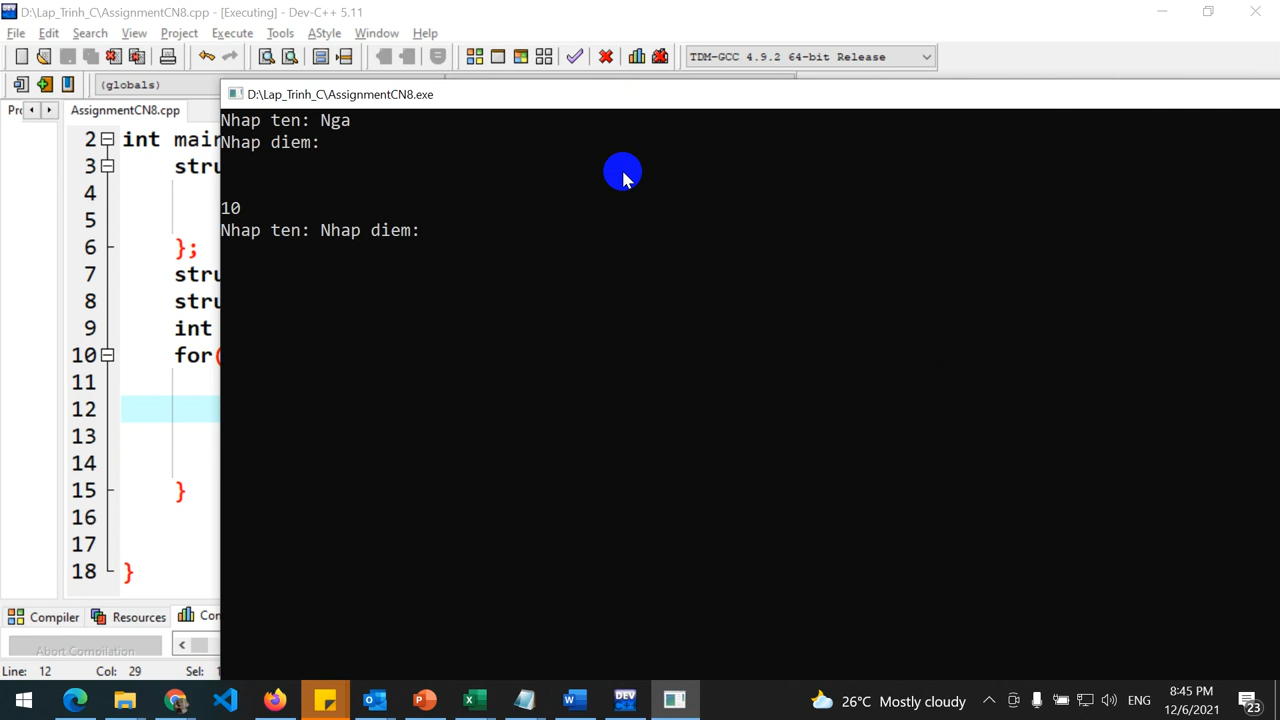 D:\Lap_Trinh_C\AssignmentCN8.cpp - [Executing] - Dev-C++ 5.11
File Edit Search View Project Execute Tools AStyle Window Help
TDM-GCC 4.9.2 64-bit Release
(globals)
AssignmentCN8.cpp
D:\Lap_Trinh_C\AssignmentCN8.exe
Nhap ten: Nga
Nhap diem:
10
Nhap ten: Nhap diem:
2 int main
3 stru
4
5
6 };
7 stru
8 stru
9 int
10 for(
11
12
13
14
15 }
16
17
18 }
Compiler Resources Con
Abort Compilation
Line: 12 Col: 29 Sel:
26°C Mostly cloudy
ENG
8:45 PM
12/6/2021
23